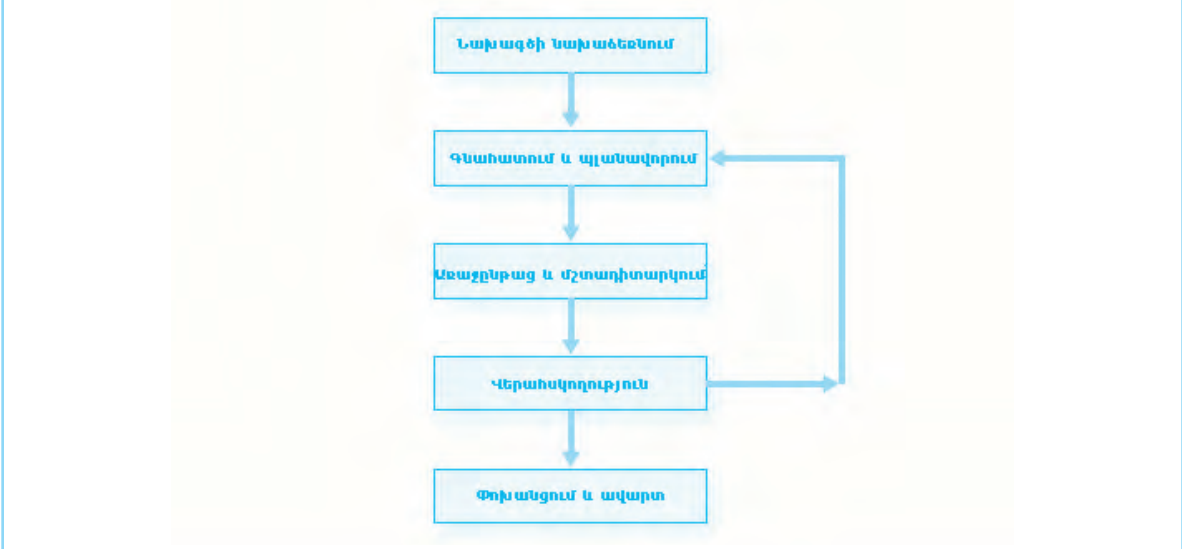 Նախագծի նախաձեռնում
Գնահատում և պլանավորում
Առաջընթաց և մշտադիտարկում
Վերահսկողություն
Փոխանցում և ավարտ